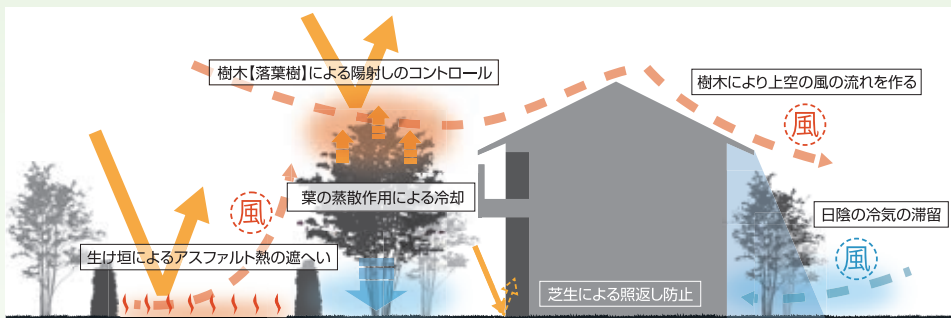 樹木【落葉樹】による陽射しのコントロール
樹木により上空の風の流れを作る
風
葉の蒸散作用による冷却
風
日陰の冷気の滞留
生け垣によるアスファルト熱の遮へい
風
芝生による照返し防止